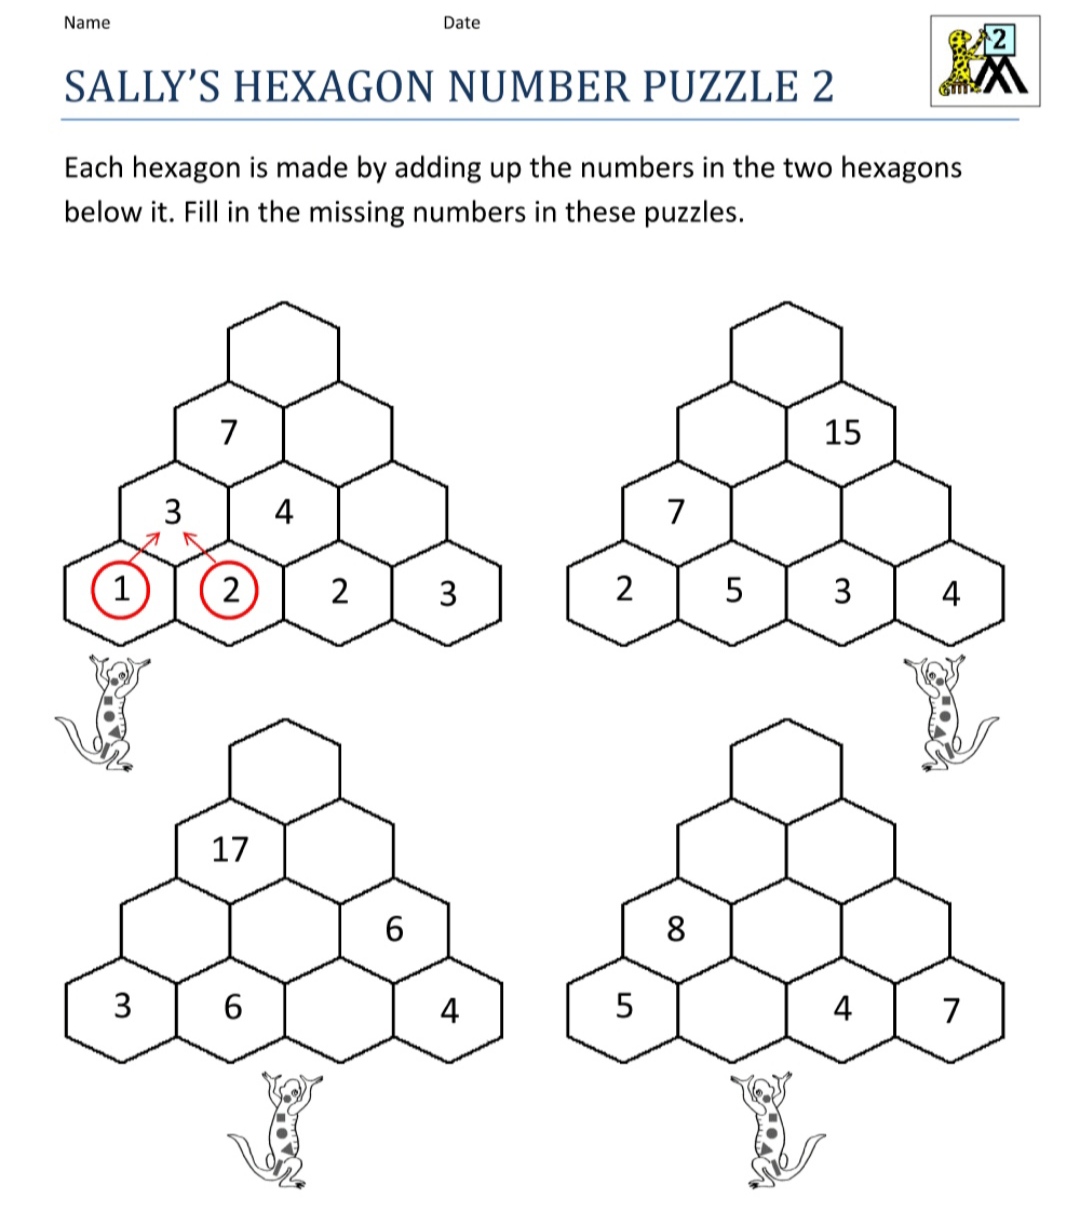 Name Date
2
SALLY'S HEXAGON NUMBER PUZZLE 2
Each hexagon is made by adding up the numbers in the two hexagons
below it. Fill in the missing numbers in these puzzles.
7
3 4
1 2 2 3
15
7
2 5 3 4
17
6
3 6 4
8
5 4 7